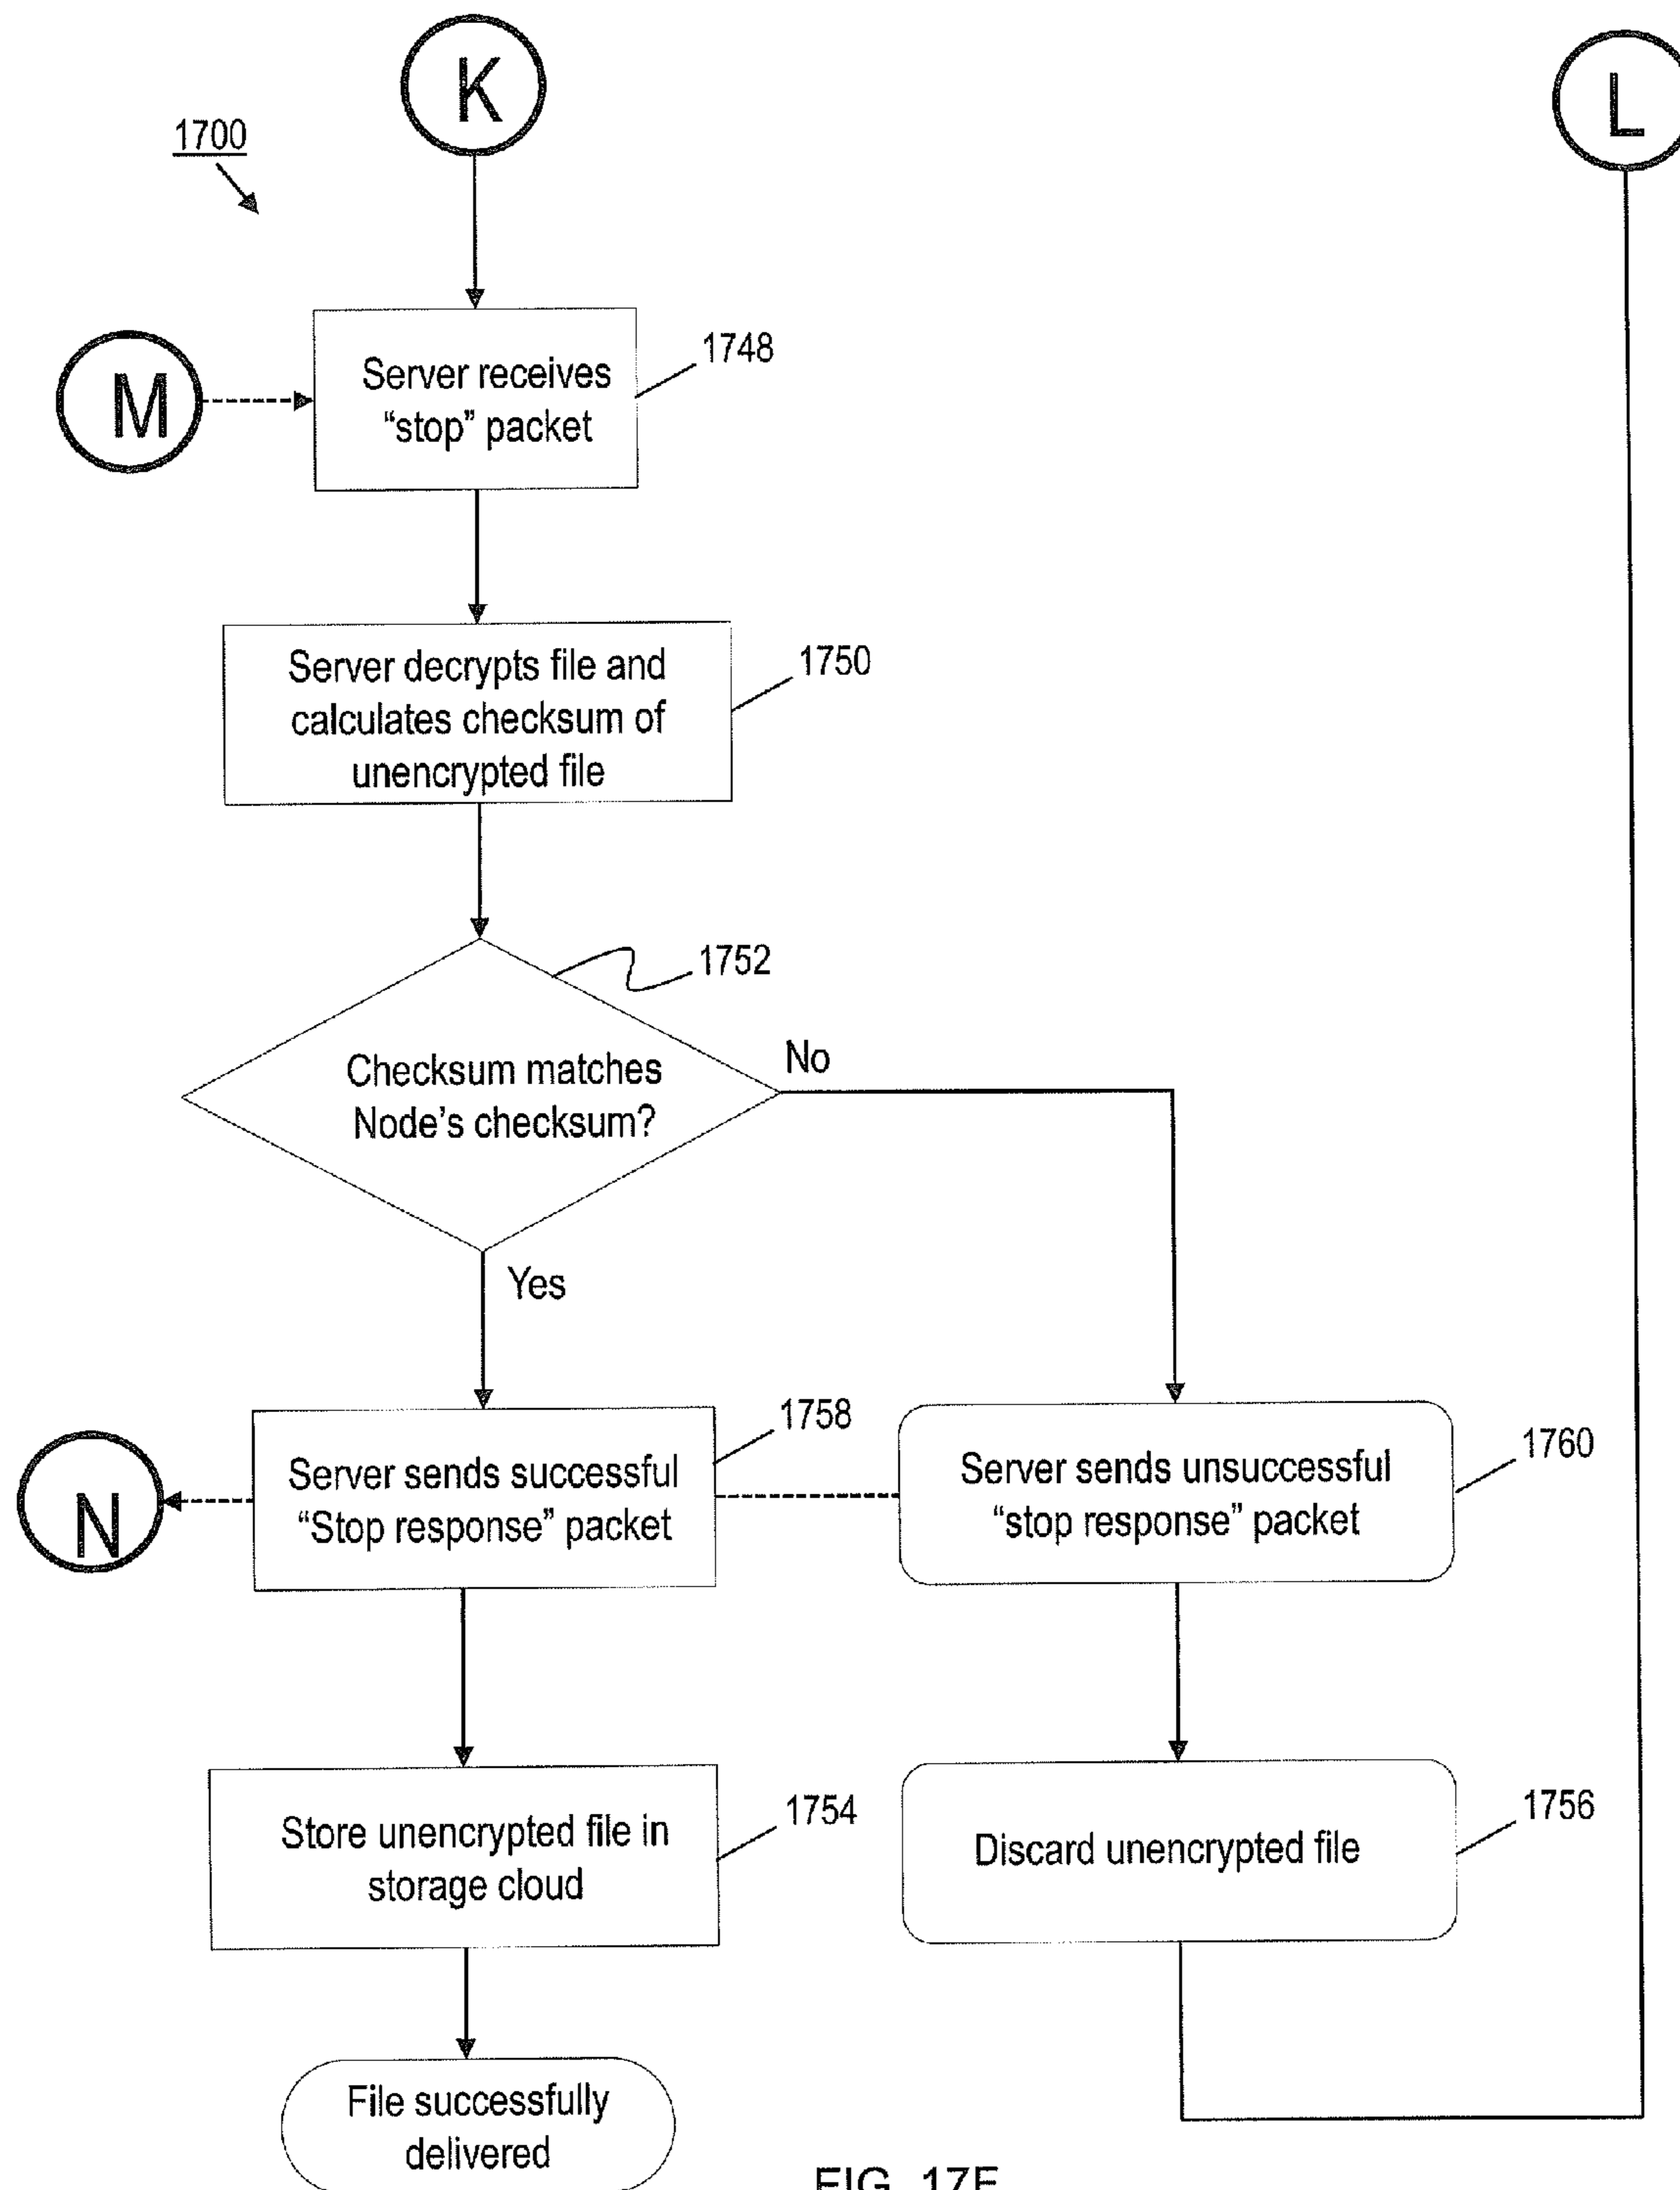 K
L
1700
M
Server receives
“stop” packet
1748
Server decrypts file and
calculates checksum of
unencrypted file
1750
1752
Checksum matches
Node’s checksum?
No
Yes
N
Server sends successful
“Stop response” packet
1758
Server sends unsuccessful
“stop response” packet
1760
Store unencrypted file in
storage cloud
1754
Discard unencrypted file
1756
File successfully
delivered
FIG.